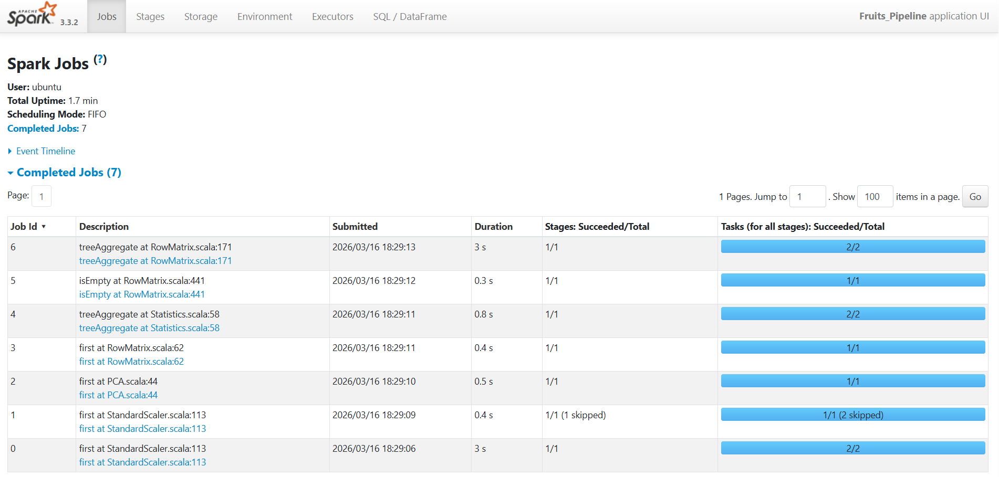 APACHE
Spark 3.3.2 Jobs Stages Storage Environment Executors SQL / DataFrame Fruits_Pipeline application UI
Spark Jobs (?)
User: ubuntu
Total Uptime: 1.7 min
Scheduling Mode: FIFO
Completed Jobs: 7
Event Timeline
Completed Jobs (7)
Page: 1 1 Pages. Jump to 1 . Show 100 items in a page. Go
Job Id ▾ Description Submitted Duration Stages: Succeeded/Total Tasks (for all stages): Succeeded/Total
6 treeAggregate at RowMatrix.scala:171 2026/03/16 18:29:13 3 s 1/1 2/2
treeAggregate at RowMatrix.scala:171
5 isEmpty at RowMatrix.scala:441 2026/03/16 18:29:12 0.3 s 1/1 1/1
isEmpty at RowMatrix.scala:441
4 treeAggregate at Statistics.scala:58 2026/03/16 18:29:11 0.8 s 1/1 2/2
treeAggregate at Statistics.scala:58
3 first at RowMatrix.scala:62 2026/03/16 18:29:11 0.4 s 1/1 1/1
first at RowMatrix.scala:62
2 first at PCA.scala:44 2026/03/16 18:29:10 0.5 s 1/1 1/1
first at PCA.scala:44
1 first at StandardScaler.scala:113 2026/03/16 18:29:09 0.4 s 1/1 (1 skipped) 1/1 (2 skipped)
first at StandardScaler.scala:113
0 first at StandardScaler.scala:113 2026/03/16 18:29:06 3 s 1/1 2/2
first at StandardScaler.scala:113